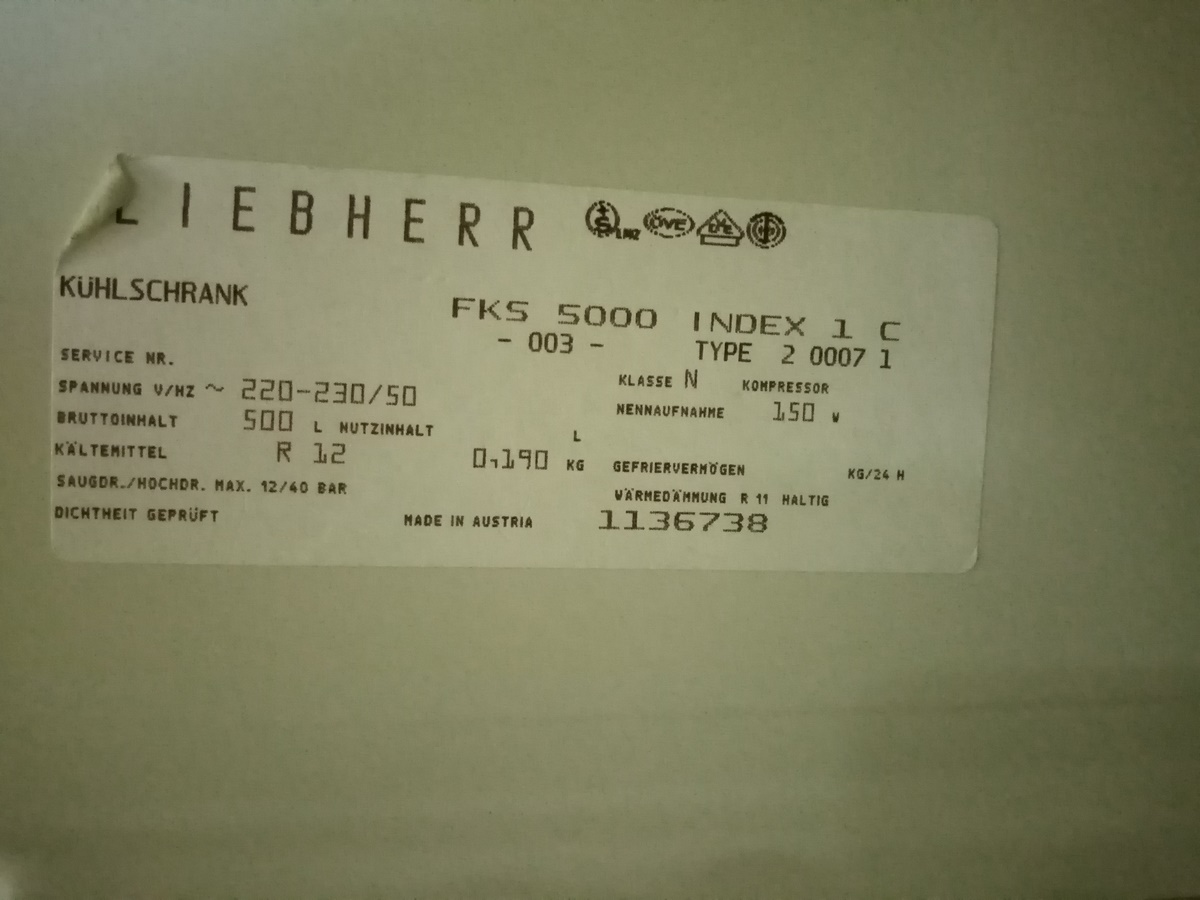 LIEBHERR
KÜHLSCHRANK
FKS 5000 INDEX 1 C
- 003 - TYPE 2 0007 1
SERVICE NR.
KLASSE N KOMPRESSOR
SPANNUNG V/HZ ~ 220-230/50
NENNAUFNAHME 150 W
BRUTTOINHALT 500 L NUTZINHALT L
KÄLTEMITTEL R 12 0,190 KG GEFRIERVERMÖGEN KG/24 H
SAUGDR./HOCHDR. MAX. 12/40 BAR WÄRMEDÄMMUNG R 11 HALTIG
DICHTHEIT GEPRÜFT MADE IN AUSTRIA 1136738